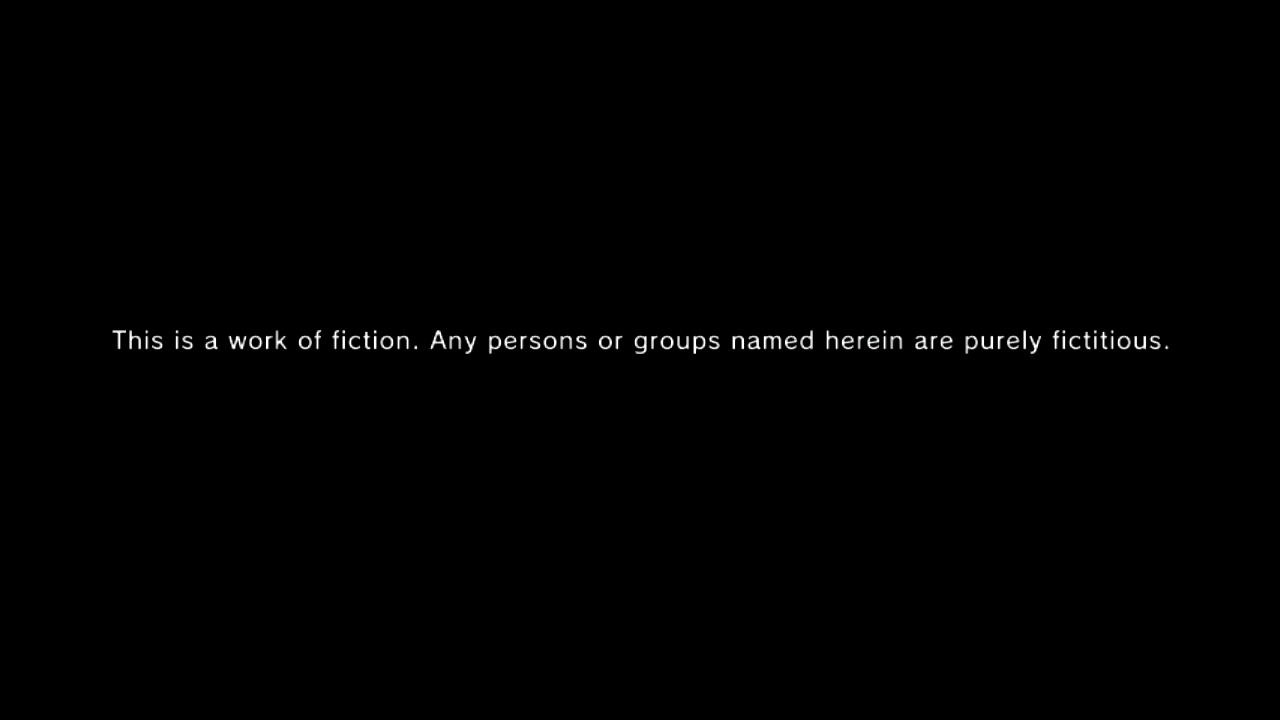 This is a work of fiction. Any persons or groups named herein are purely fictitious.